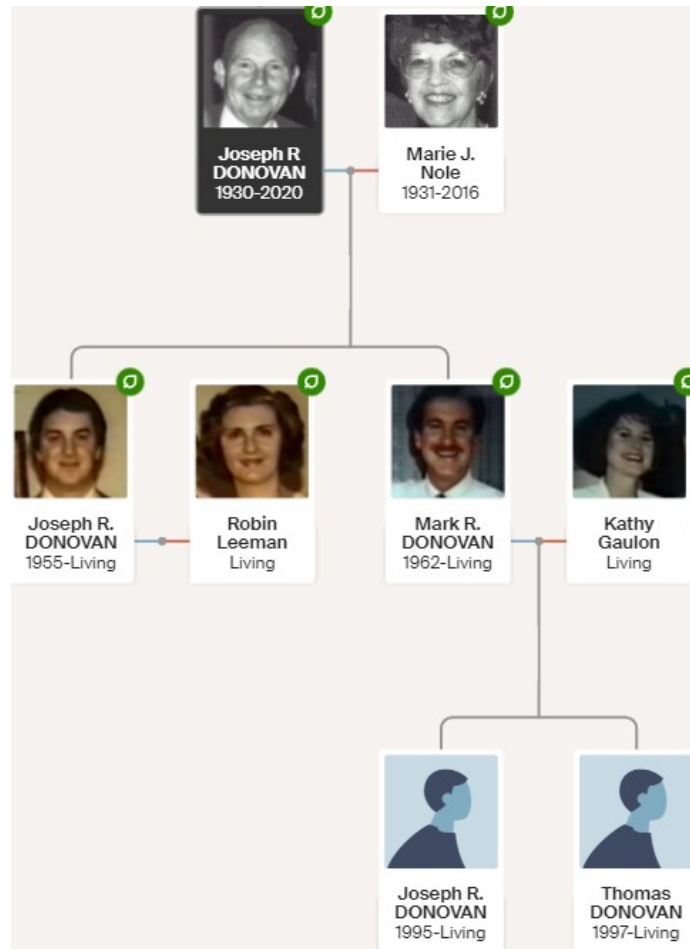 Joseph R
DONOVAN
1930-2020
Marie J.
Nole
1931-2016
Joseph R.
DONOVAN
1955-Living
Robin
Leeman
Living
Mark R.
DONOVAN
1962-Living
Kathy
Gaulon
Living
Joseph R.
DONOVAN
1995-Living
Thomas
DONOVAN
1997-Living